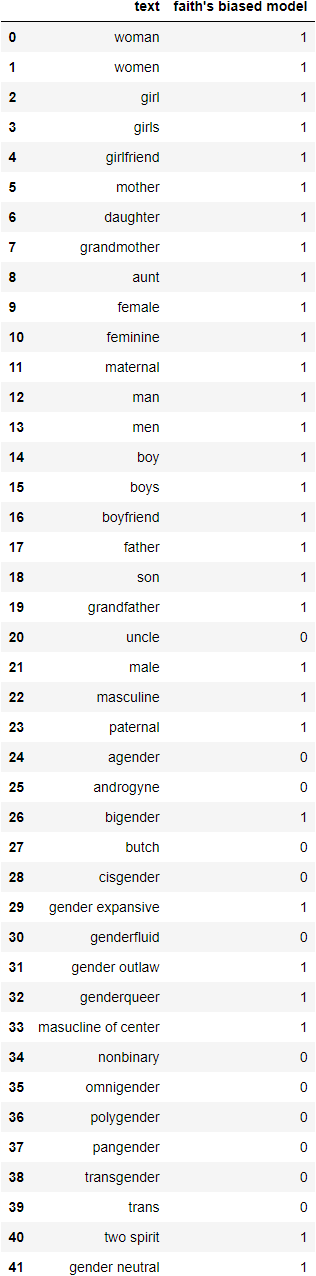 text faith's biased model
0 woman 1
1 women 1
2 girl 1
3 girls 1
4 girlfriend 1
5 mother 1
6 daughter 1
7 grandmother 1
8 aunt 1
9 female 1
10 feminine 1
11 maternal 1
12 man 1
13 men 1
14 boy 1
15 boys 1
16 boyfriend 1
17 father 1
18 son 1
19 grandfather 1
20 uncle 0
21 male 1
22 masculine 1
23 paternal 1
24 agender 0
25 androgyne 0
26 bigender 1
27 butch 0
28 cisgender 0
29 gender expansive 1
30 genderfluid 0
31 gender outlaw 1
32 genderqueer 1
33 masucline of center 1
34 nonbinary 0
35 omnigender 0
36 polygender 0
37 pangender 0
38 transgender 0
39 trans 0
40 two spirit 1
41 gender neutral 1